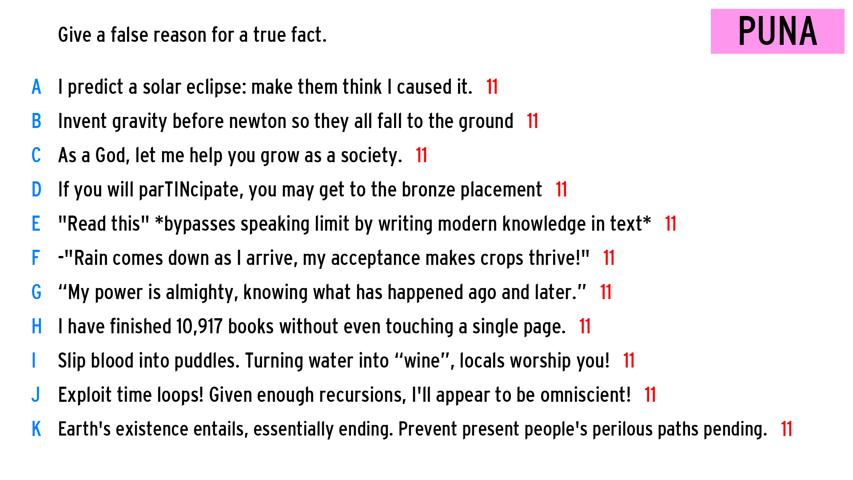 PUNA
Give a false reason for a true fact.
A I predict a solar eclipse: make them think I caused it. 11
B Invent gravity before newton so they all fall to the ground 11
C As a God, let me help you grow as a society. 11
D If you will parTINcipate, you may get to the bronze placement 11
E "Read this" *bypasses speaking limit by writing modern knowledge in text* 11
F -"Rain comes down as I arrive, my acceptance makes crops thrive!" 11
G “My power is almighty, knowing what has happened ago and later.” 11
H I have finished 10,917 books without even touching a single page. 11
I Slip blood into puddles. Turning water into “wine”, locals worship you! 11
J Exploit time loops! Given enough recursions, I'll appear to be omniscient! 11
K Earth's existence entails, essentially ending. Prevent present people's perilous paths pending. 11